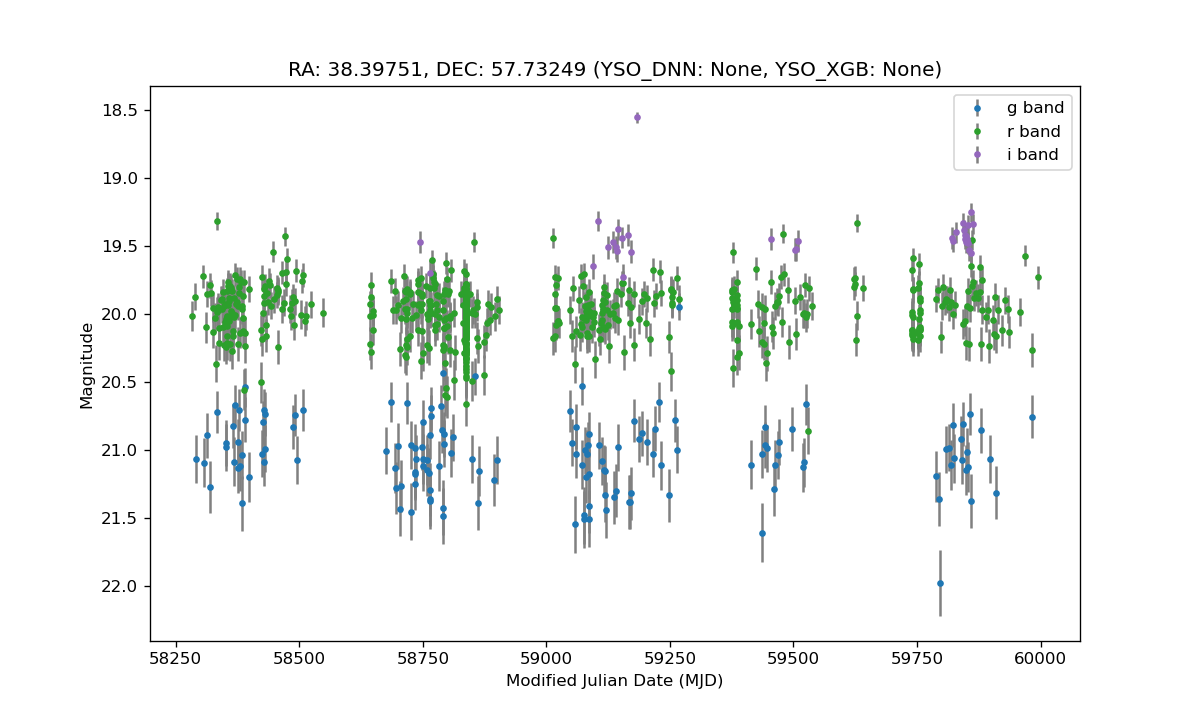 RA: 38.39751, DEC: 57.73249 (YSO_DNN: None, YSO_XGB: None)
g band
r band
i band
18.5
19.0
19.5
20.0
20.5
21.0
21.5
22.0
Magnitude
58250 58500 58750 59000 59250 59500 59750 60000
Modified Julian Date (MJD)